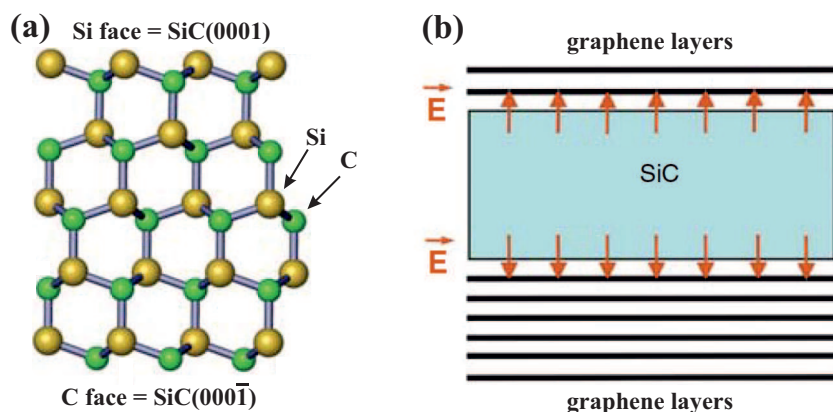 (a)
Si face = SiC(0001)
Si
C
C face = SiC(0001̅)
(b)
graphene layers
E⃗
SiC
E⃗
graphene layers